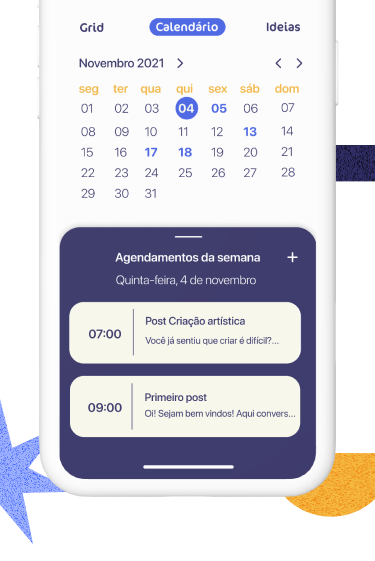 Grid Calendário Ideias
Novembro 2021
seg ter qua qui sex sáb dom
01 02 03 04 05 06 07
08 09 10 11 12 13 14
15 16 17 18 19 20 21
22 23 24 25 26 27 28
29 30 31
Agendamentos da semana +
Quinta-feira, 4 de novembro
Post Criação artística
07:00
Você já sentiu que criar é difícil?...
Primeiro post
09:00
Oi! Sejam bem vindos! Aqui convers...